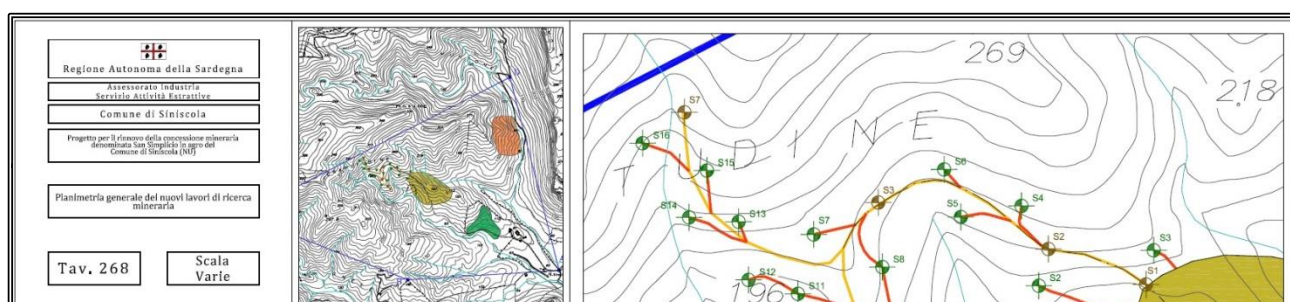 Regione Autonoma della Sardegna
Assessorato Industria
Servizio Attività Estrattive
Comune di Siniscola
Progetto per il rinnovo della concessione mineraria
denominata San Simplicio in agro del
Comune di Siniscola (NU)
Planimetria generale dei nuovi lavori di ricerca
mineraria
Tav. 268
Scala
Varie
269
218
TUDINE
S7
S16
S15
S6
S3
S4
S14
S13
S5
S7
S2
S3
S8
S12
S11
S2
S1
196